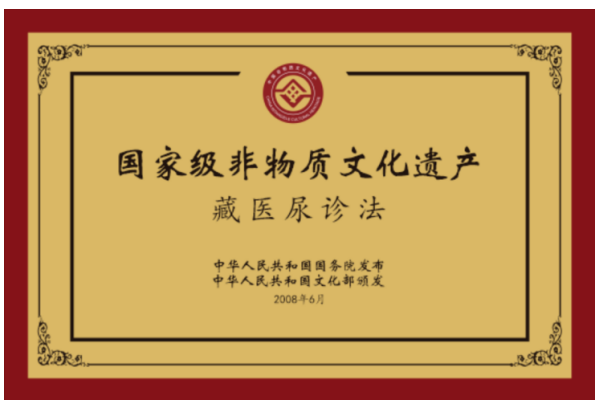 国家级非物质文化遗产
藏医尿诊法
中华人民共和国国务院发布
中华人民共和国文化部颁发
2008年6月